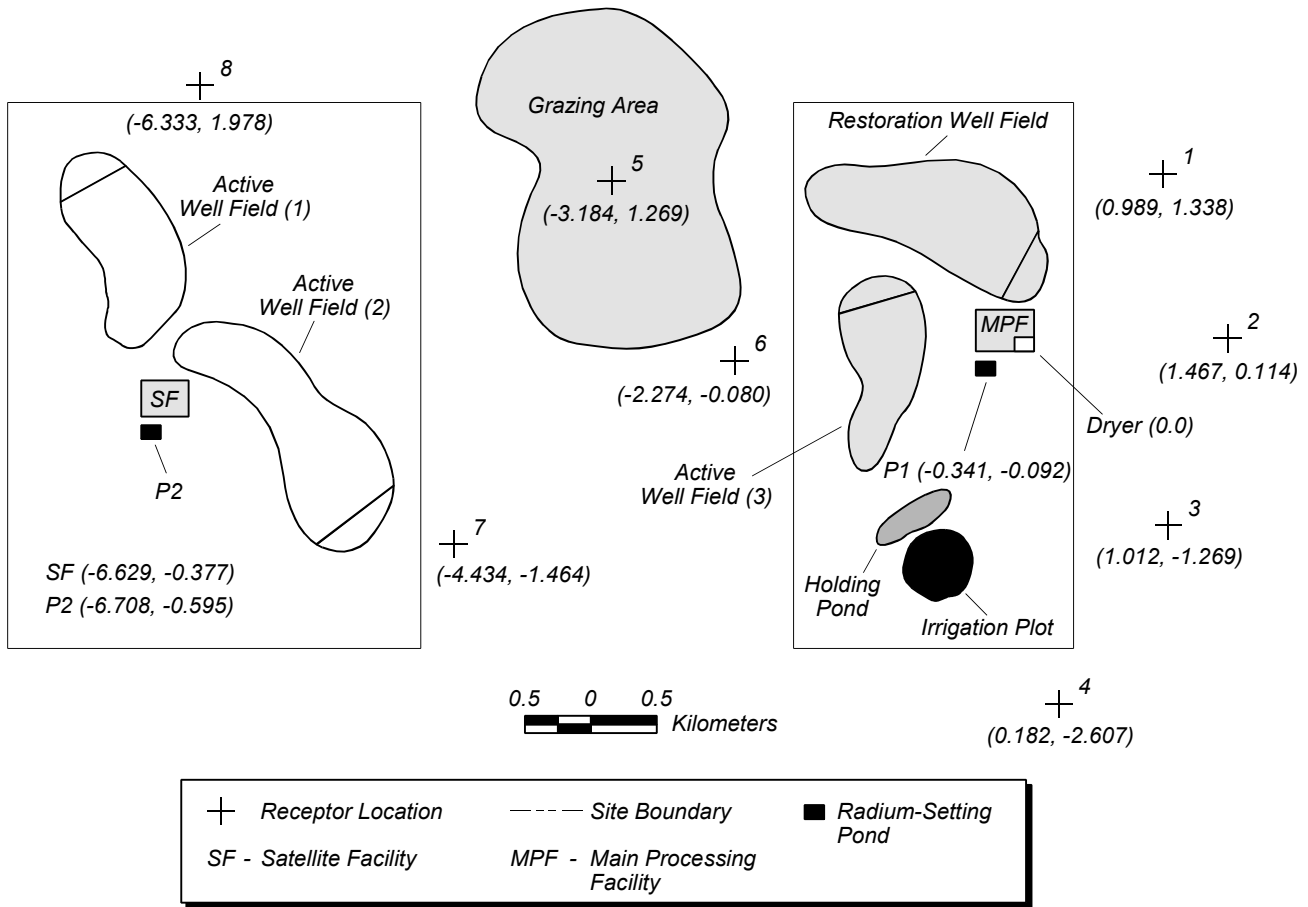 8
(-6.333, 1.978)
Active
Well Field (1)
Active
Well Field (2)
SF
P2
SF (-6.629, -0.377)
P2 (-6.708, -0.595)
7
(-4.434, -1.464)
Grazing Area
5
(-3.184, 1.269)
6
(-2.274, -0.080)
Restoration Well Field
MPF
Dryer (0.0)
P1 (-0.341, -0.092)
Active
Well Field (3)
Holding
Pond
Irrigation Plot
1
(0.989, 1.338)
2
(1.467, 0.114)
3
(1.012, -1.269)
4
(0.182, -2.607)
0.5 0 0.5
Kilometers
Receptor Location
Site Boundary
Radium-Setting
Pond
SF - Satellite Facility
MPF - Main Processing
Facility